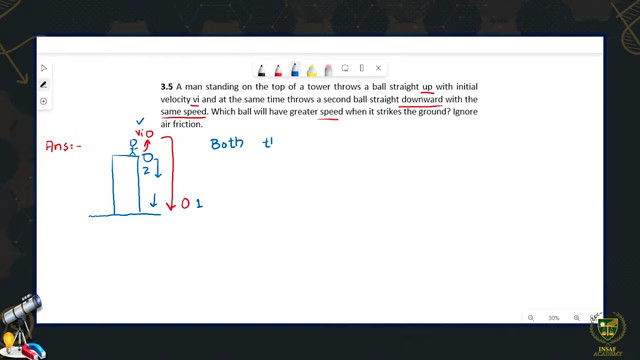 3.5 A man standing on the top of a tower throws a ball straight up with initial
velocity vi and at the same time throws a second ball straight downward with the
same speed. Which ball will have greater speed when it strikes the ground? Ignore
air friction.
Ans:-
vi
Both
2
1
30%
INSAF
ACADEMY